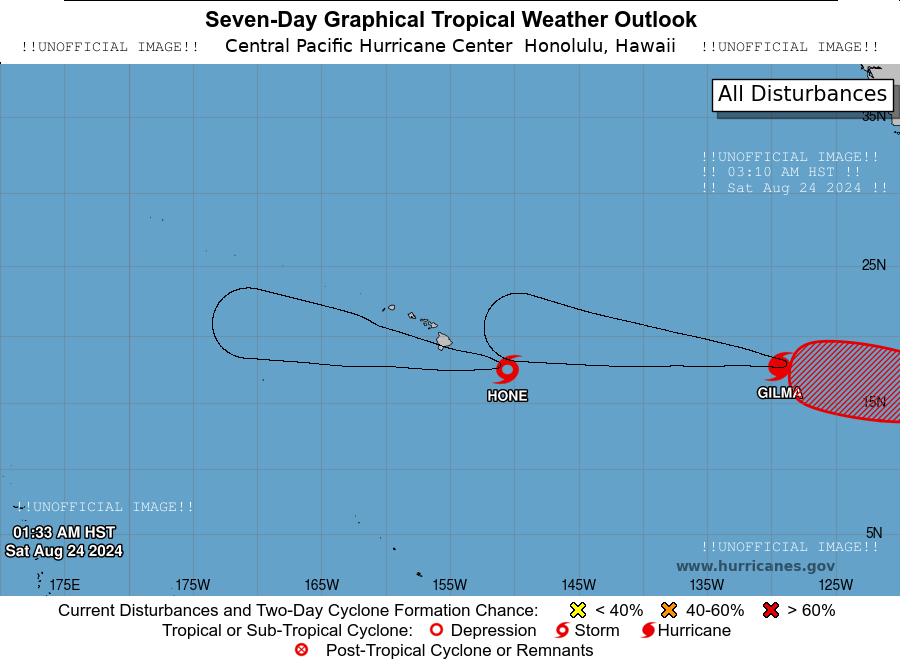 Seven-Day Graphical Tropical Weather Outlook
!!UNOFFICIAL IMAGE!! Central Pacific Hurricane Center Honolulu, Hawaii !!UNOFFICIAL IMAGE!!
All Disturbances
35N
!!UNOFFICIAL IMAGE!!
!! 03:10 AM HST !!
!! Sat Aug 24 2024 !!
25N
HONE
GILMA
15N
!!UNOFFICIAL IMAGE!!
01:33 AM HST
Sat Aug 24 2024
5N
!!UNOFFICIAL IMAGE!!
www.hurricanes.gov
175E 175W 165W 155W 145W 135W 125W
Current Disturbances and Two-Day Cyclone Formation Chance: < 40% 40-60% > 60%
Tropical or Sub-Tropical Cyclone: Depression Storm Hurricane
Post-Tropical Cyclone or Remnants